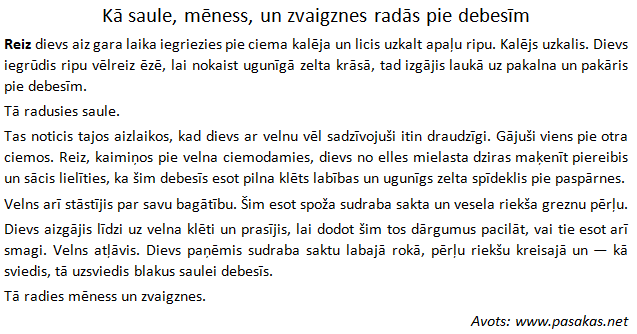 Kā saule, mēness, un zvaigznes radās pie debesīm
Reiz dievs aiz gara laika iegriezies pie ciema kalēja un licis uzkalt apaļu ripu. Kalējs uzkalis. Dievs
iegrūdis ripu vēlreiz ēzē, lai nokaist ugunīgā zelta krāsā, tad izgājis laukā uz pakalna un pakāris
pie debesīm.
Tā radusies saule.
Tas noticis tajos aizlaikos, kad dievs ar velnu vēl sadzīvojuši itin draudzīgi. Gājuši viens pie otra
ciemos. Reiz, kaimiņos pie velna ciemodamies, dievs no elles mielasta dziras maķenīt piereibis
un sācis lielīties, ka šim debesīs esot pilna klēts labības un ugunīgs zelta spīdeklis pie paspārnes.
Velns arī stāstījis par savu bagātību. Šim esot spoža sudraba sakta un vesela riekša greznu pērļu.
Dievs aizgājis līdzi uz velna klēti un prasījis, lai dodot šim tos dārgumus pacilāt, vai tie esot arī
smagi. Velns atļāvis. Dievs paņēmis sudraba saktu labajā rokā, pērļu riekšu kreisajā un — kā
sviedis, tā uzsviedis blakus saulei debesīs.
Tā radies mēness un zvaigznes.
Avots: www.pasakas.net